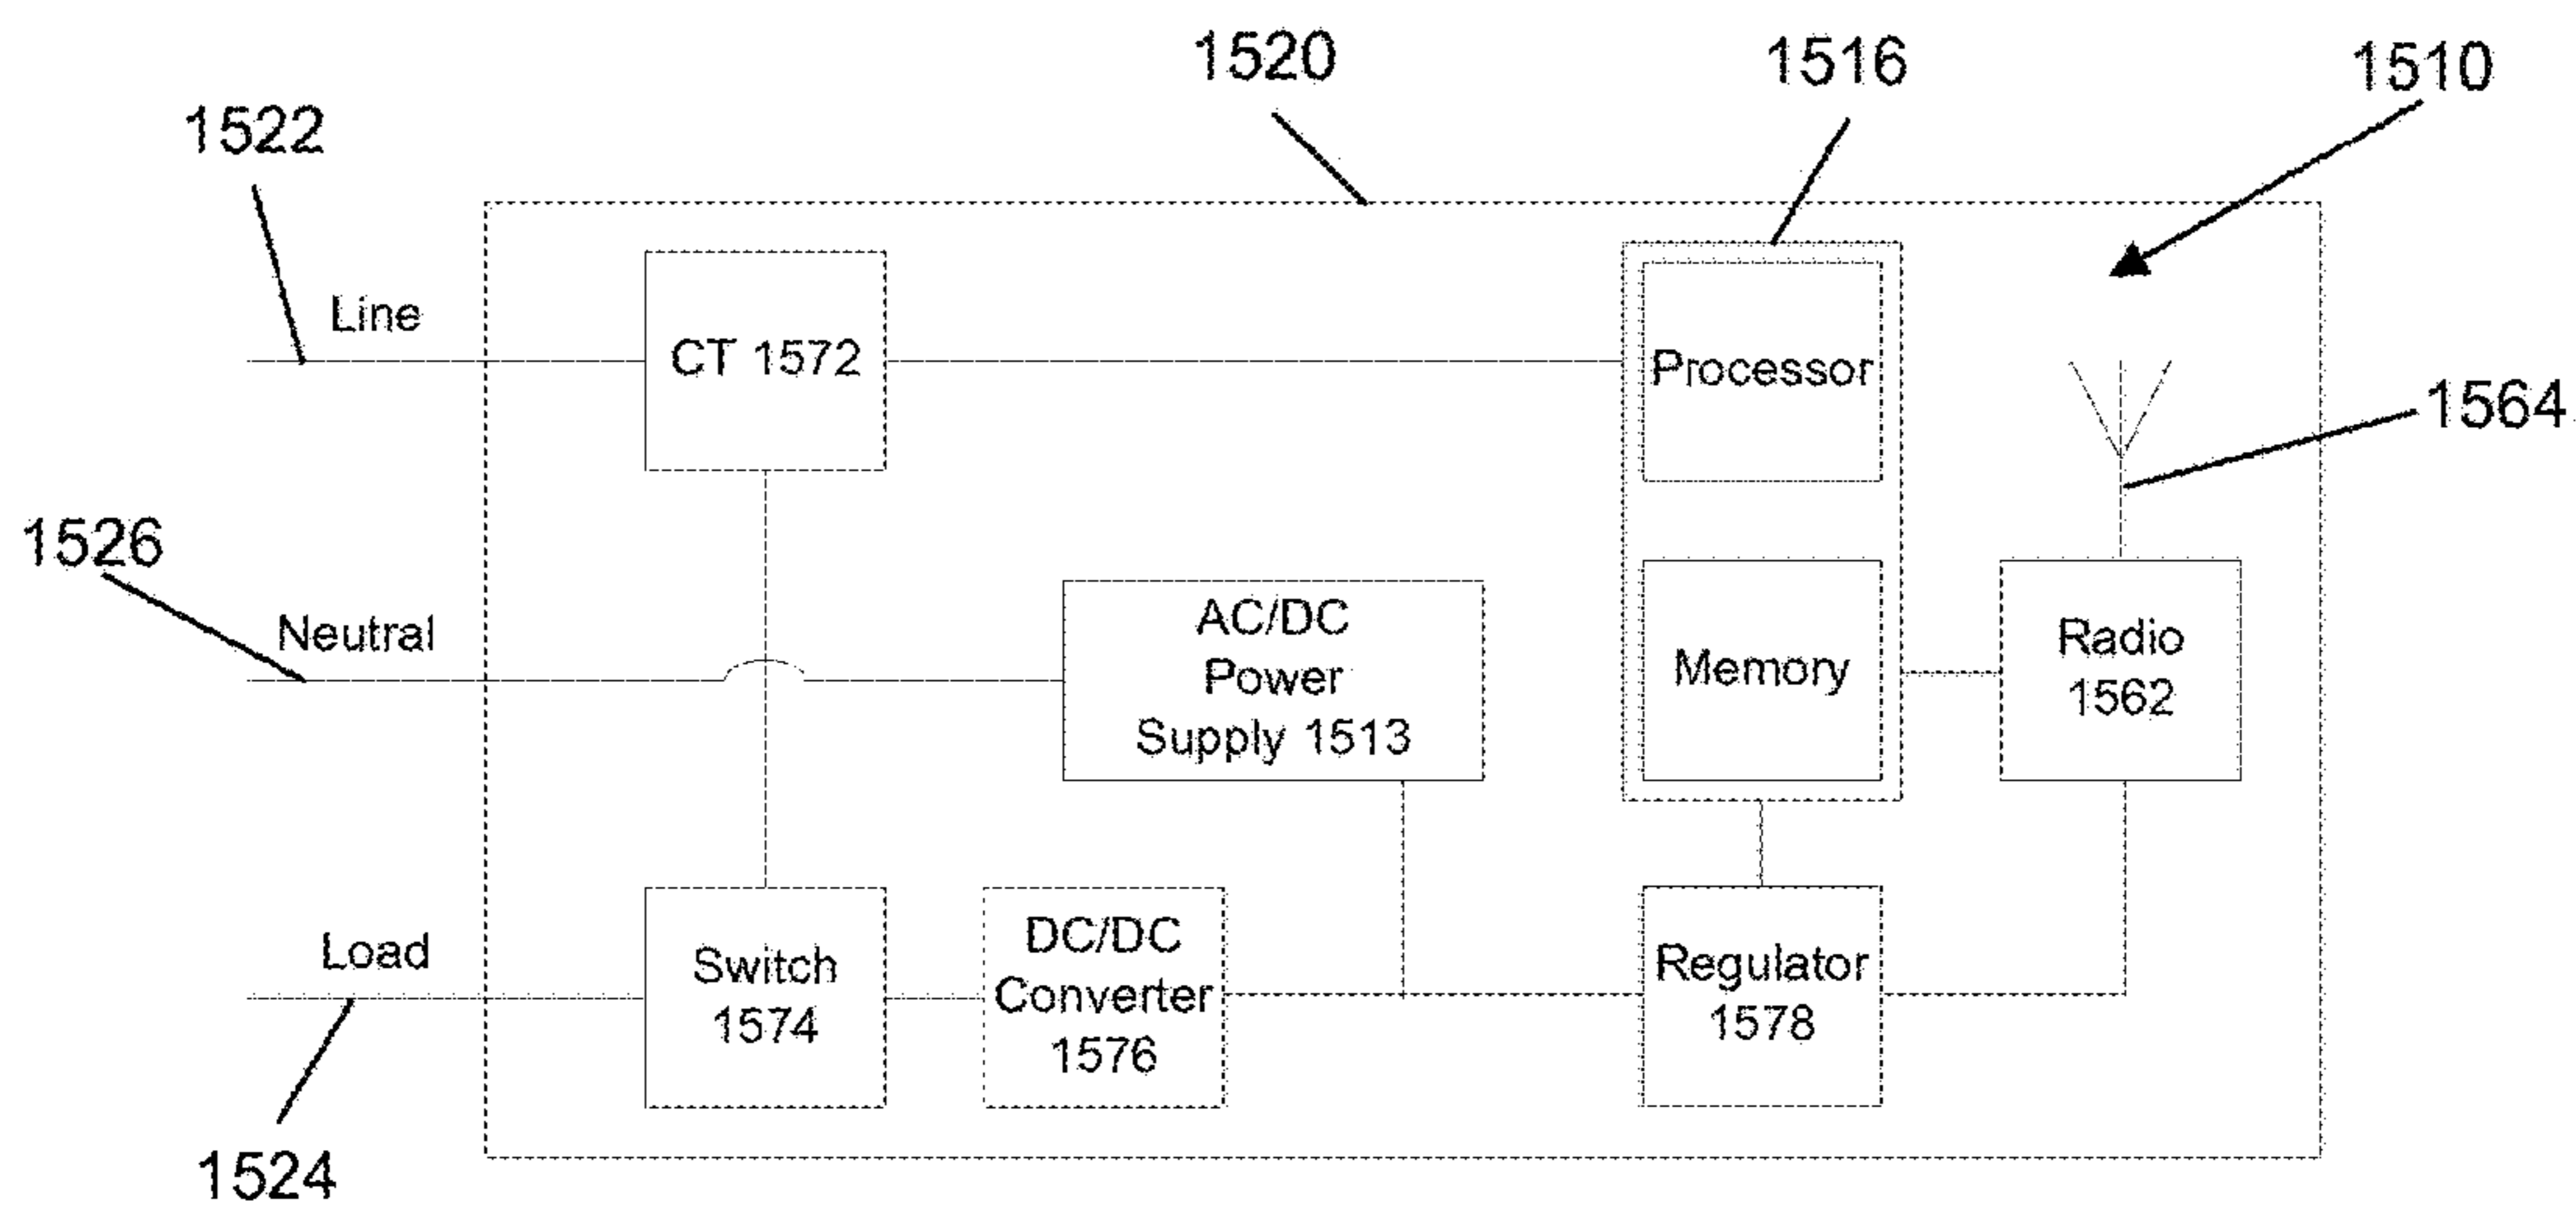 1520
1516
1510
1522
Line
CT 1572
Processor
1564
1526
Neutral
AC/DC
Power
Supply 1513
Memory
Radio
1562
Load
Switch
1574
DC/DC
Converter
1576
Regulator
1578
1524